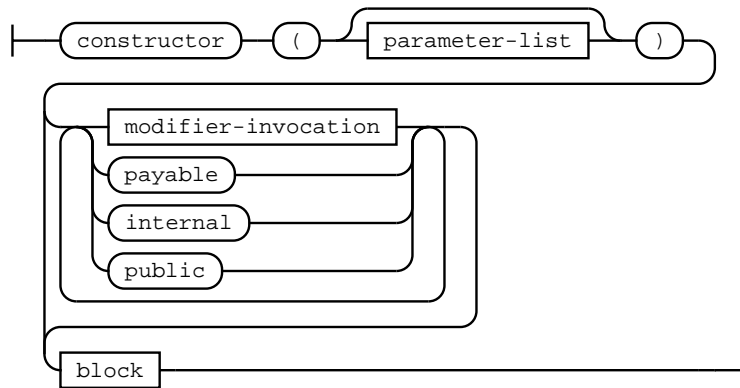 constructor ( parameter-list )
modifier-invocation
payable
internal
public
block